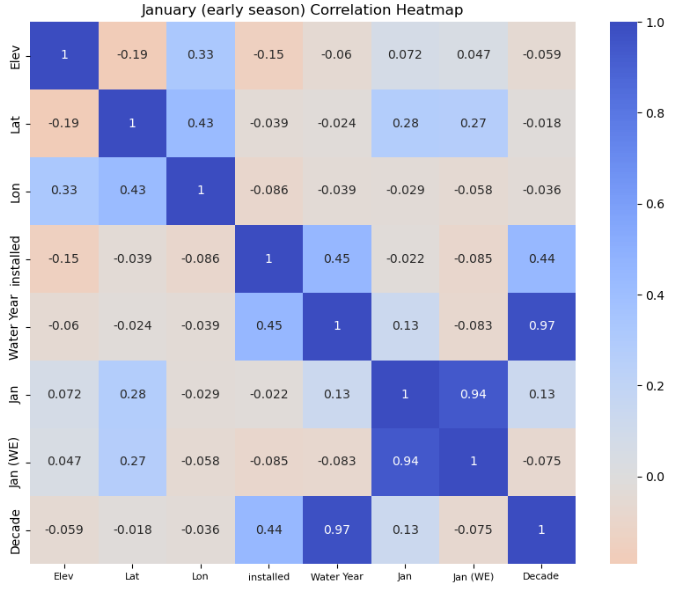 January (early season) Correlation Heatmap
Elev 1 -0.19 0.33 -0.15 -0.06 0.072 0.047 -0.059
Lat -0.19 1 0.43 -0.039 -0.024 0.28 0.27 -0.018
Lon 0.33 0.43 1 -0.086 -0.039 -0.029 -0.058 -0.036
installed -0.15 -0.039 -0.086 1 0.45 -0.022 -0.085 0.44
Water Year -0.06 -0.024 -0.039 0.45 1 0.13 -0.083 0.97
Jan 0.072 0.28 -0.029 -0.022 0.13 1 0.94 0.13
Jan (WE) 0.047 0.27 -0.058 -0.085 -0.083 0.94 1 -0.075
Decade -0.059 -0.018 -0.036 0.44 0.97 0.13 -0.075 1
Elev Lat Lon installed Water Year Jan Jan (WE) Decade
1.0
0.8
0.6
0.4
0.2
0.0